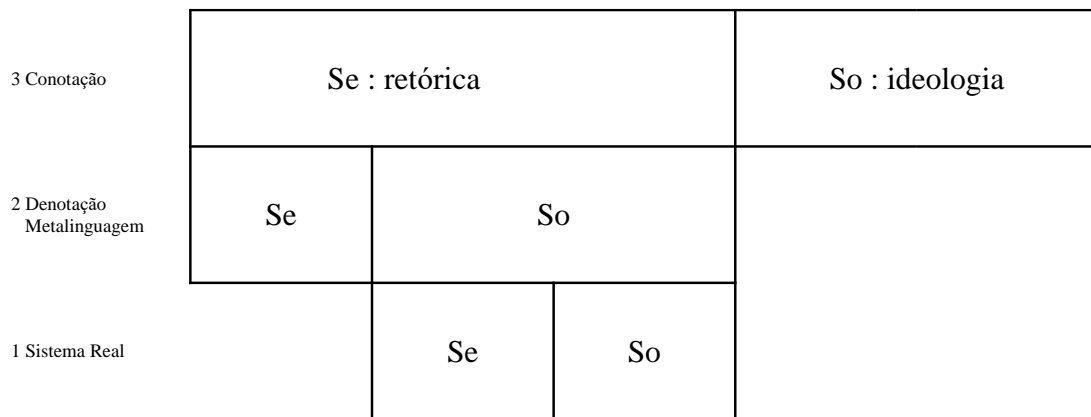 3 Conotação
Se : retórica
So : ideologia
2 Denotação
Metalinguagem
Se
So
1 Sistema Real
Se
So